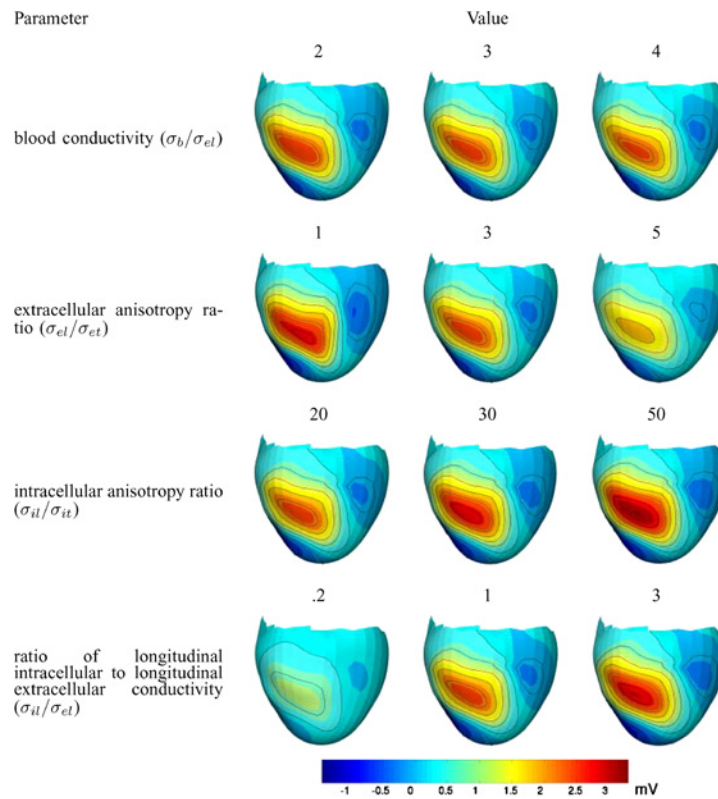 Parameter Value
2 3 4
blood conductivity (σb/σel)
1 3 5
extracellular anisotropy ra-
tio (σel/σet)
20 30 50
intracellular anisotropy ratio
(σil/σit)
.2 1 3
ratio of longitudinal
intracellular to longitudinal
extracellular conductivity
(σil/σel)
-1 -0.5 0 0.5 1 1.5 2 2.5 3 mV